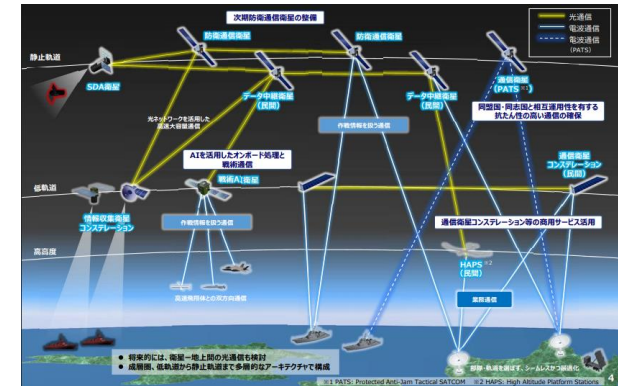 次期防衛通信衛星の整備
光通信
電波通信
電波通信
(PATS)
静止軌道
防衛通信衛星
防衛通信衛星
SDA衛星
データ中継衛星
(民間)
データ中継衛星
(民間)
通信衛星
(PATS ※1)
光ネットワークを活用した
高速大容量通信
作戦情報を扱う通信
同盟国・同志国と相互運用性を有する
抗たん性の高い通信の確保
AIを活用したオンボード処理と
戦術通信
通信衛星
コンステレーション
(民間)
低軌道
戦術AI衛星
情報収集衛星
コンステレーション
作戦情報を扱う通信
通信衛星コンステレーション等の商用サービス活用
高高度
HAPS ※2
(民間)
高速飛翔体との双方向通信
業務通信
● 将来的には、衛星ー地上間の光通信も検討
● 成層圏、低軌道から静止軌道まで多層的なアーキテクチャで構成
※1 PATS: Protected Anti-Jam Tactical SATCOM ※2 HAPS: High Altitude Platform Stations
4